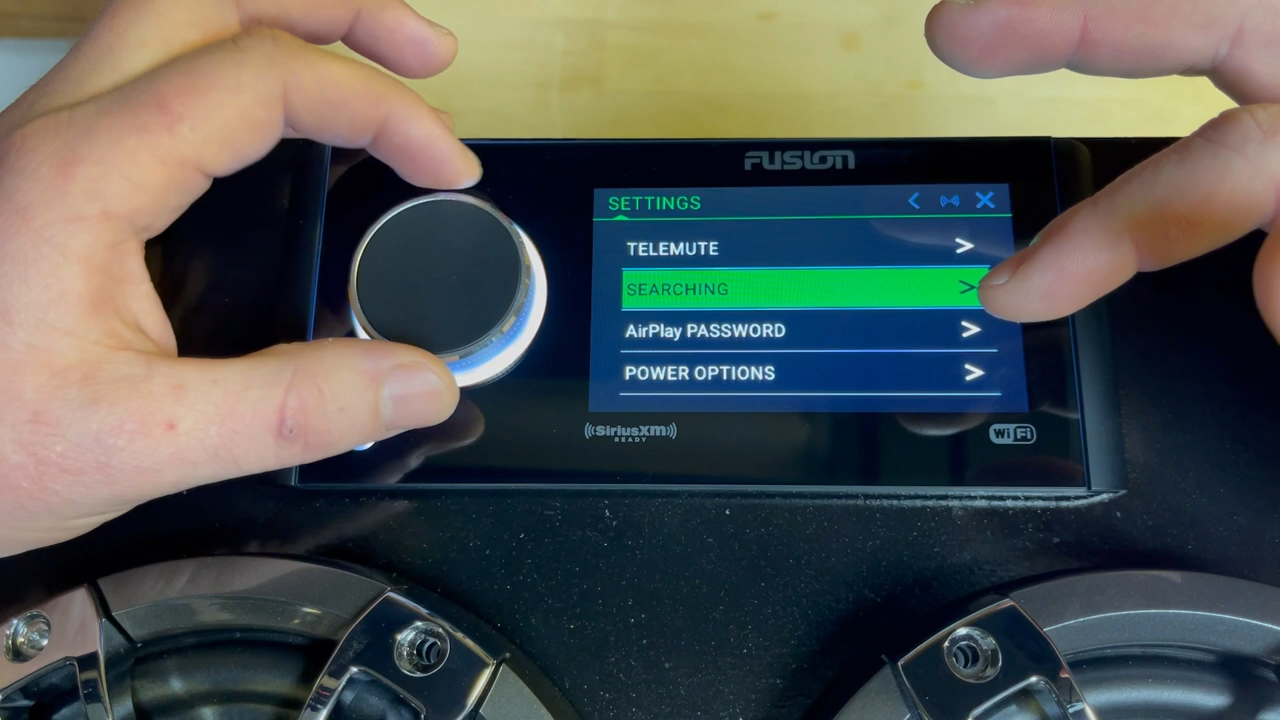 FUSION
SETTINGS
TELEMUTE >
SEARCHING >
AirPlay PASSWORD >
POWER OPTIONS >
((SiriusXM))
READY
WiFi